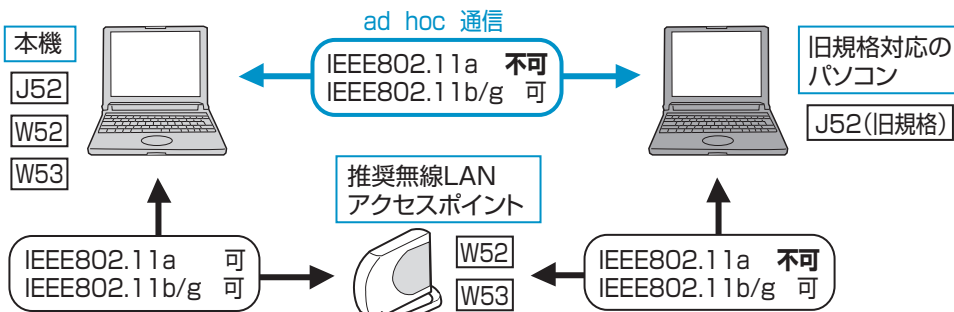 ad hoc 通信
本機
J52
W52
W53
IEEE802.11a 不可
IEEE802.11b/g 可
旧規格対応の
パソコン
J52(旧規格)
推奨無線LAN
アクセスポイント
W52
W53
IEEE802.11a 可
IEEE802.11b/g 可
IEEE802.11a 不可
IEEE802.11b/g 可